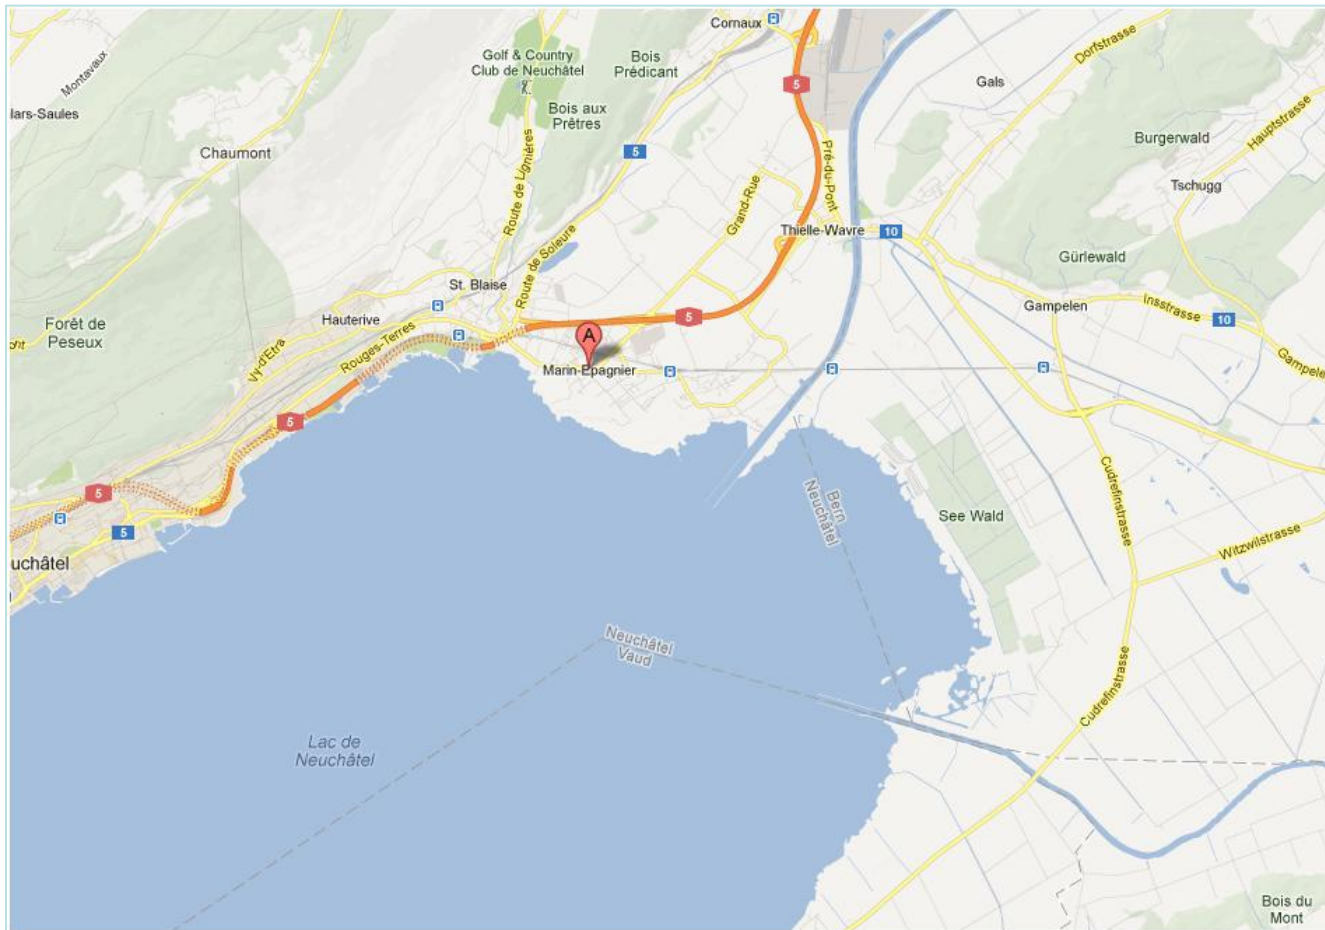 Cornaux
Golf & Country
Club de Neuchâtel
Bois
Prédicant
Montavaux
Dorfstrasse
5
Gals
Bois aux
Prêtres
lars-Saules
Hauptstrasse
Burgerwald
Chaumont
5
Pré-du-Pont
Route de Lignières
Tschugg
Grand-Rue
Thielle-Wavre
10
Gürlewald
Route de Soleure
St. Blaise
Gampelen
Insstrasse
10
Hauterive
5
Forêt de
Peseux
Rouges-Terres
Vy-d'Etra
A
Marin-Epagnier
Gampele
5
Cudrefinstrasse
5
Bern
Neuchâtel
See Wald
5
Witzwilstrasse
uchâtel
Neuchâtel
Vaud
Cudrefinstrasse
Lac de
Neuchâtel
Bois du
Mont